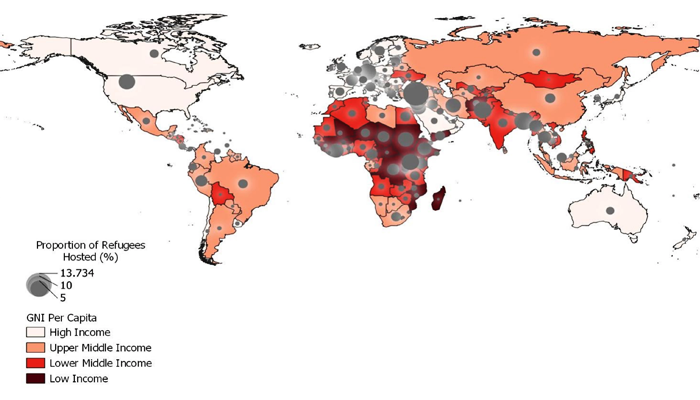 Proportion of Refugees
Hosted (%)
13.734
10
5
GNI Per Capita
High Income
Upper Middle Income
Lower Middle Income
Low Income